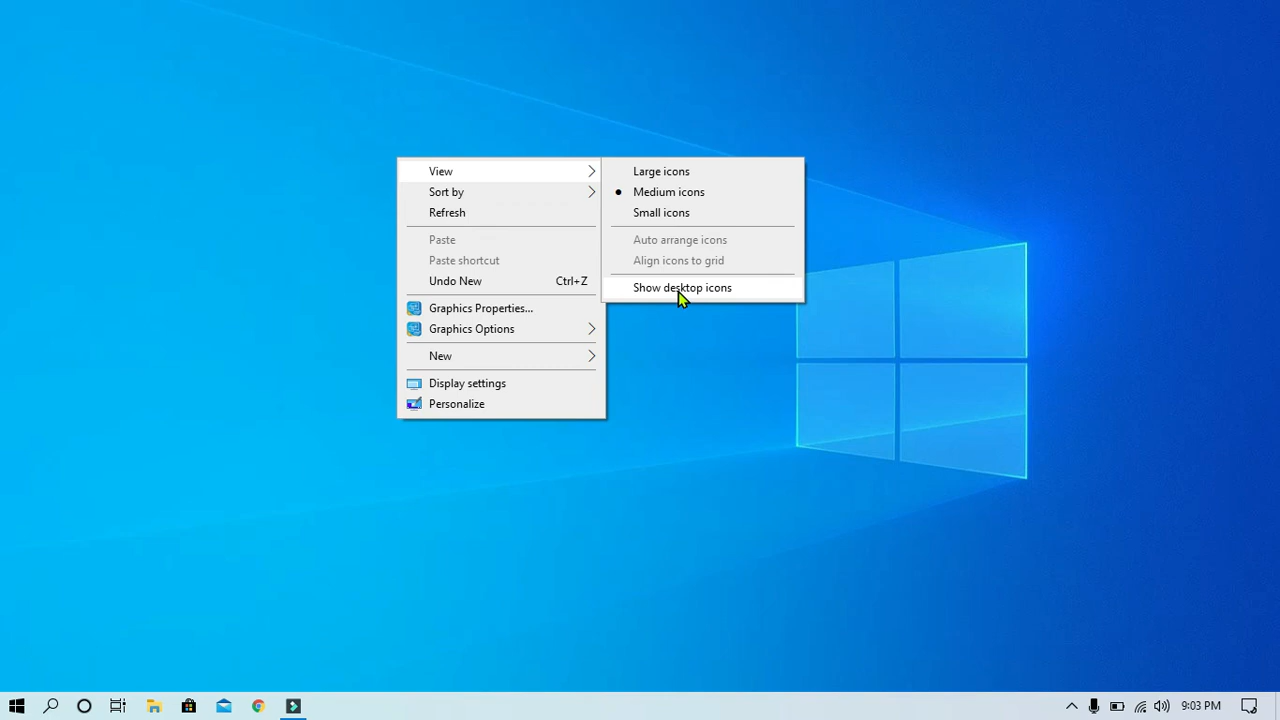 View
Sort by
Refresh
Paste
Paste shortcut
Undo New Ctrl+Z
Graphics Properties...
Graphics Options
New
Display settings
Personalize
Large icons
Medium icons
Small icons
Auto arrange icons
Align icons to grid
Show desktop icons
9:03 PM